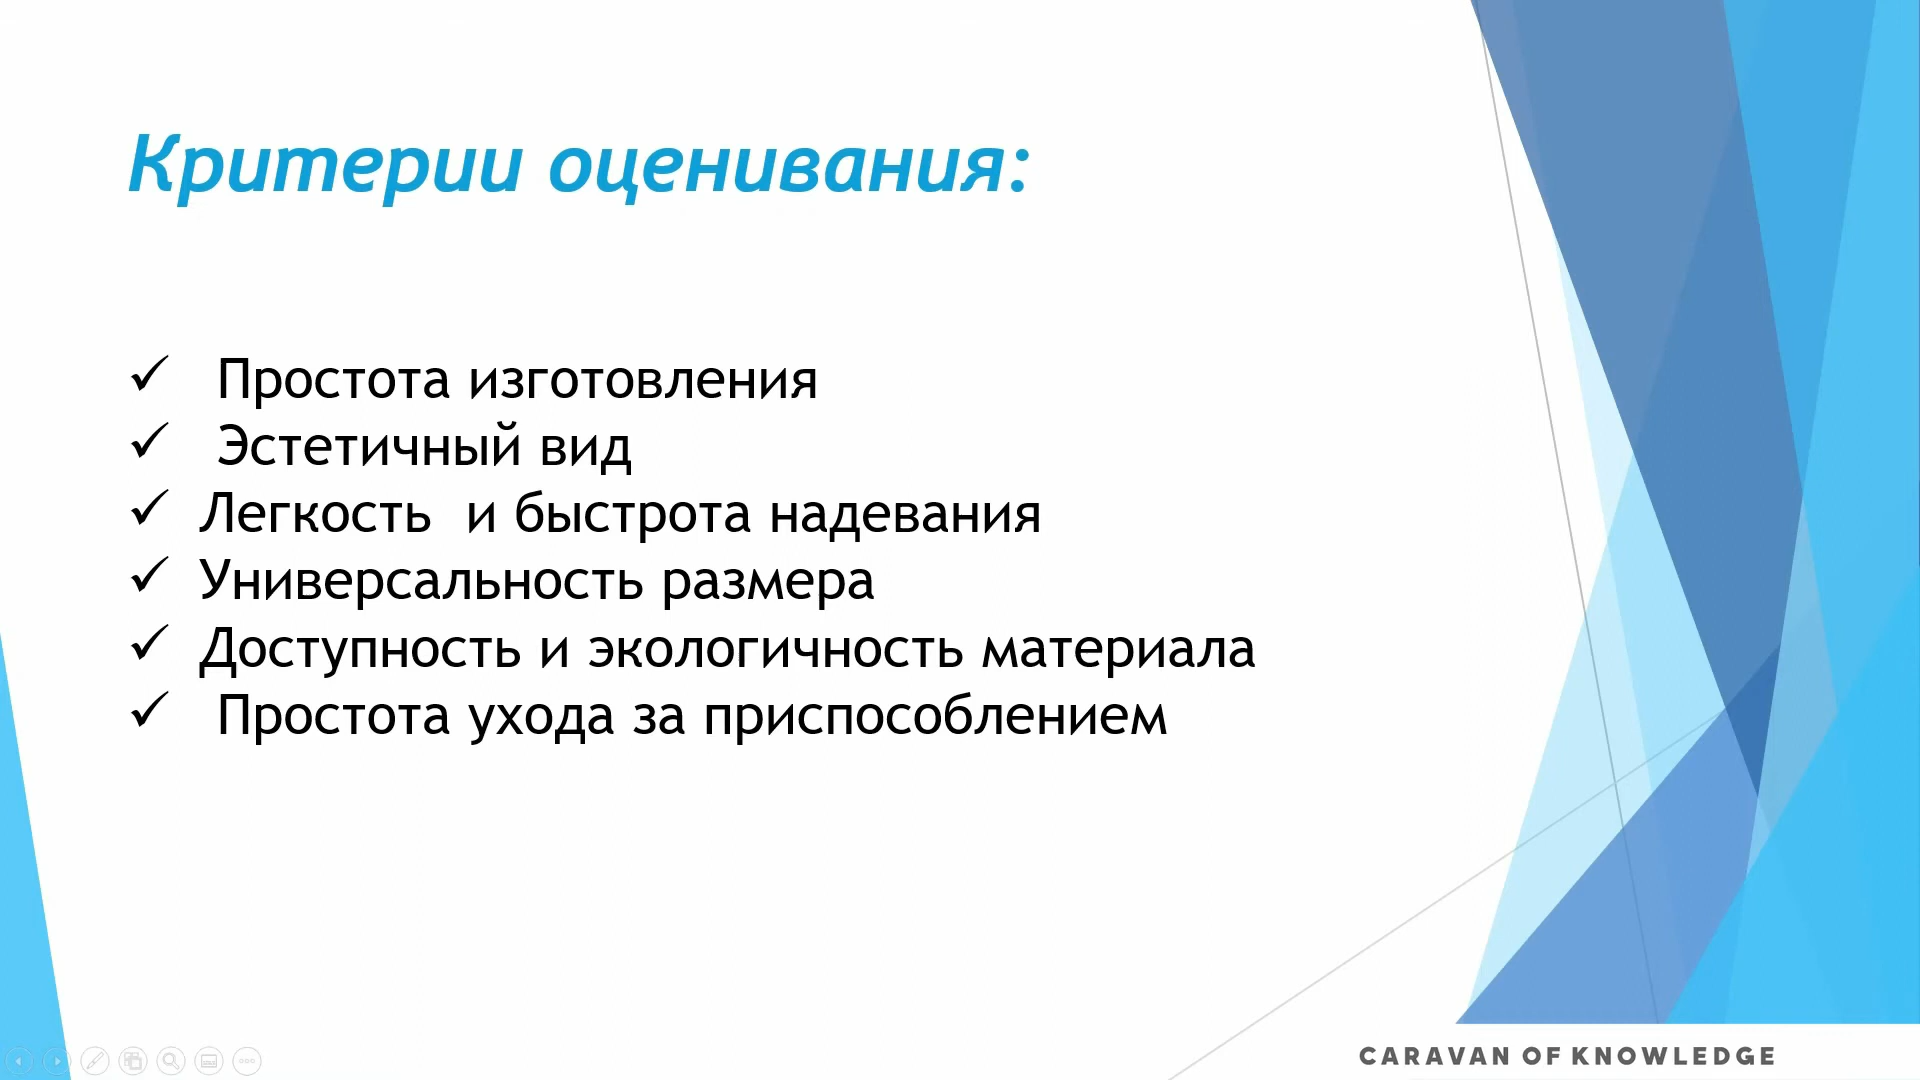 Критерии оценивания:
Простота изготовления
Эстетичный вид
Легкость и быстрота надевания
Универсальность размера
Доступность и экологичность материала
Простота ухода за приспособлением
CARAVAN OF KNOWLEDGE